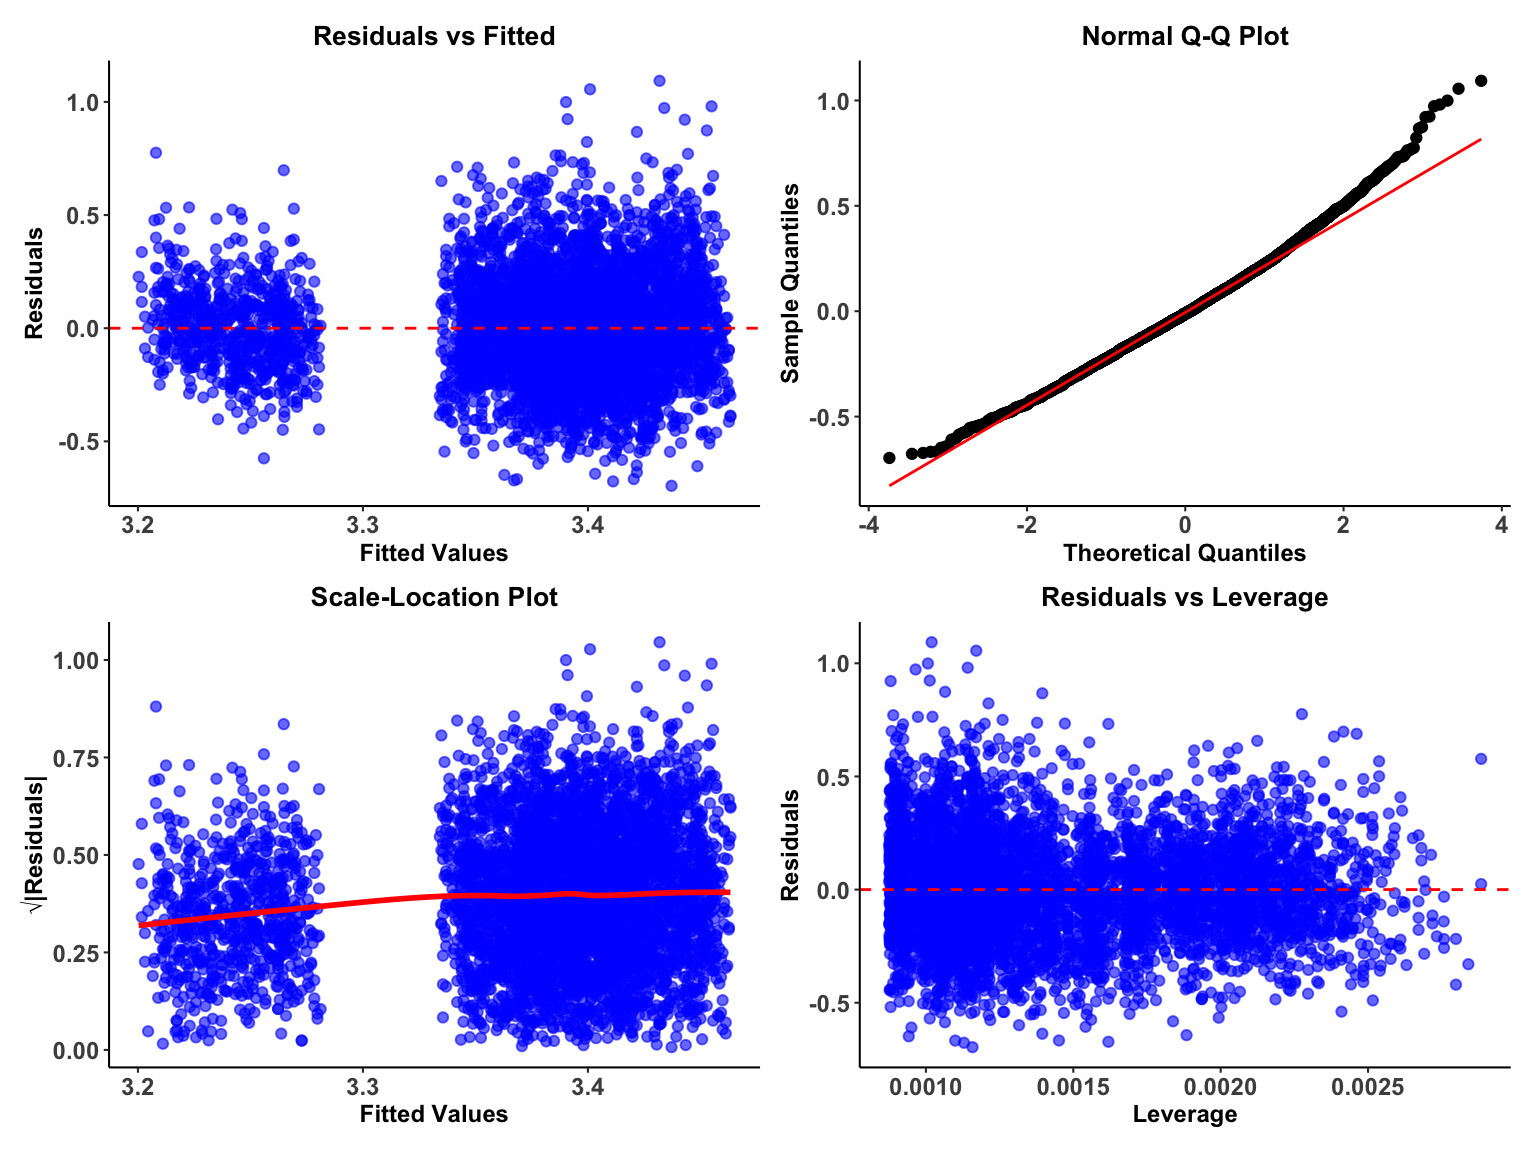 Residuals vs Fitted
Residuals
1.0
0.5
0.0
-0.5
3.2 3.3 3.4
Fitted Values
Normal Q-Q Plot
Sample Quantiles
1.0
0.5
0.0
-0.5
-4 -2 0 2 4
Theoretical Quantiles
Scale-Location Plot
√|Residuals|
1.00
0.75
0.50
0.25
0.00
3.2 3.3 3.4
Fitted Values
Residuals vs Leverage
Residuals
1.0
0.5
0.0
-0.5
0.0010 0.0015 0.0020 0.0025
Leverage